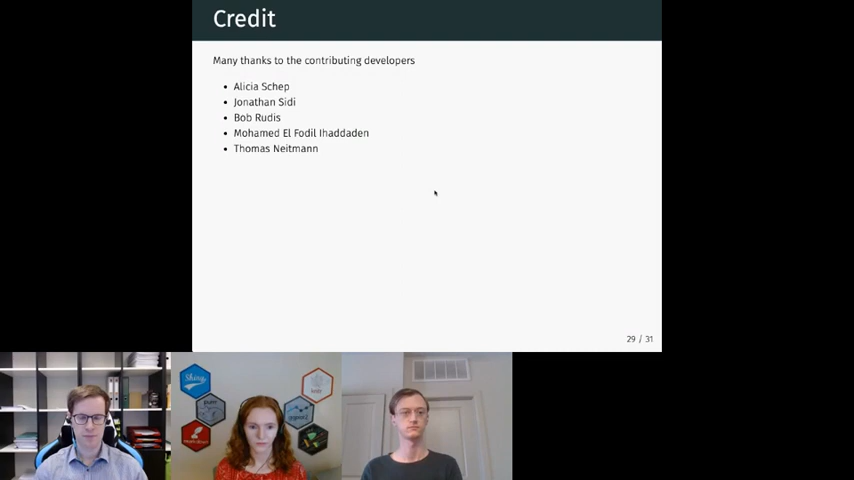 Credit
Many thanks to the contributing developers
• Alicia Schep
• Jonathan Sidi
• Bob Rudis
• Mohamed El Fodil Ihaddaden
• Thomas Neitmann
29 / 31
Shiny
purrr